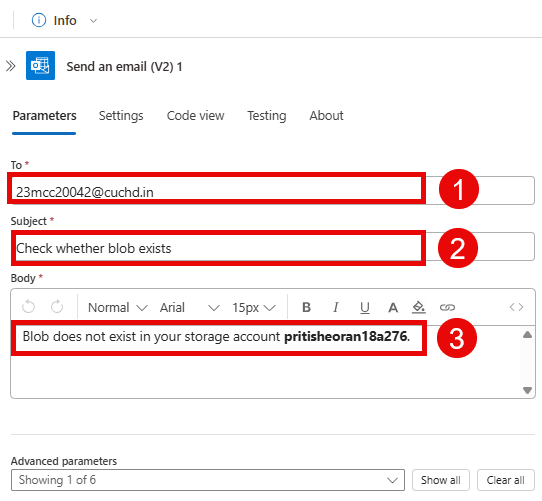 Info
Send an email (V2) 1
Parameters Settings Code view Testing About
To *
23mcc20042@cuchd.in 1
Subject *
Check whether blob exists 2
Body *
Normal Arial 15px B I U A
Blob does not exist in your storage account pritisheoran18a276. 3
Advanced parameters
Showing 1 of 6 Show all Clear all